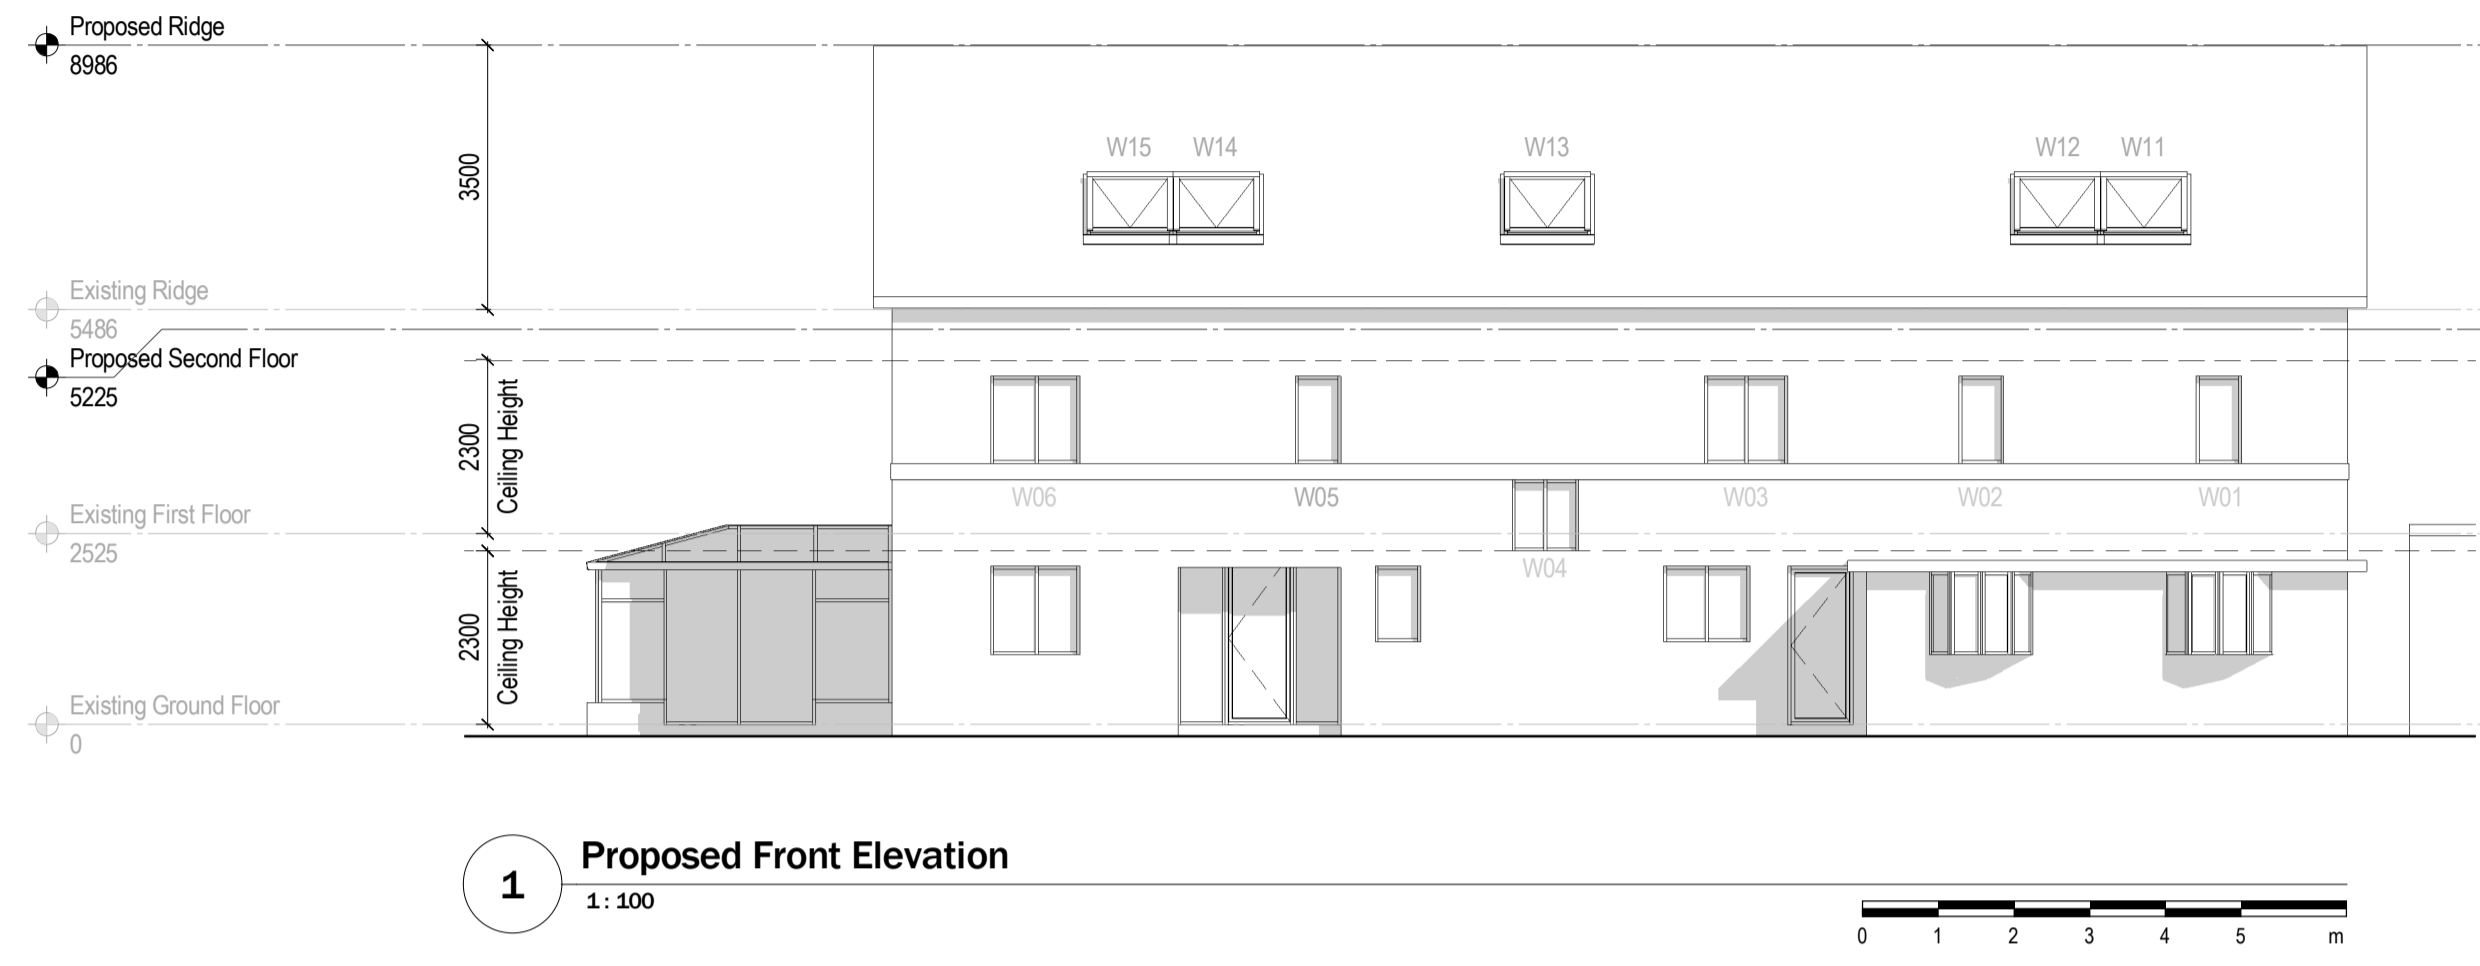 Proposed Ridge
8986
3500
W15 W14 W13 W12 W11
Existing Ridge
5486
Proposed Second Floor
5225
2300
Ceiling Height
W06 W05 W03 W02 W01
Existing First Floor
2525
W04
2300
Ceiling Height
Existing Ground Floor
0
1
Proposed Front Elevation
1 : 100
0 1 2 3 4 5 m